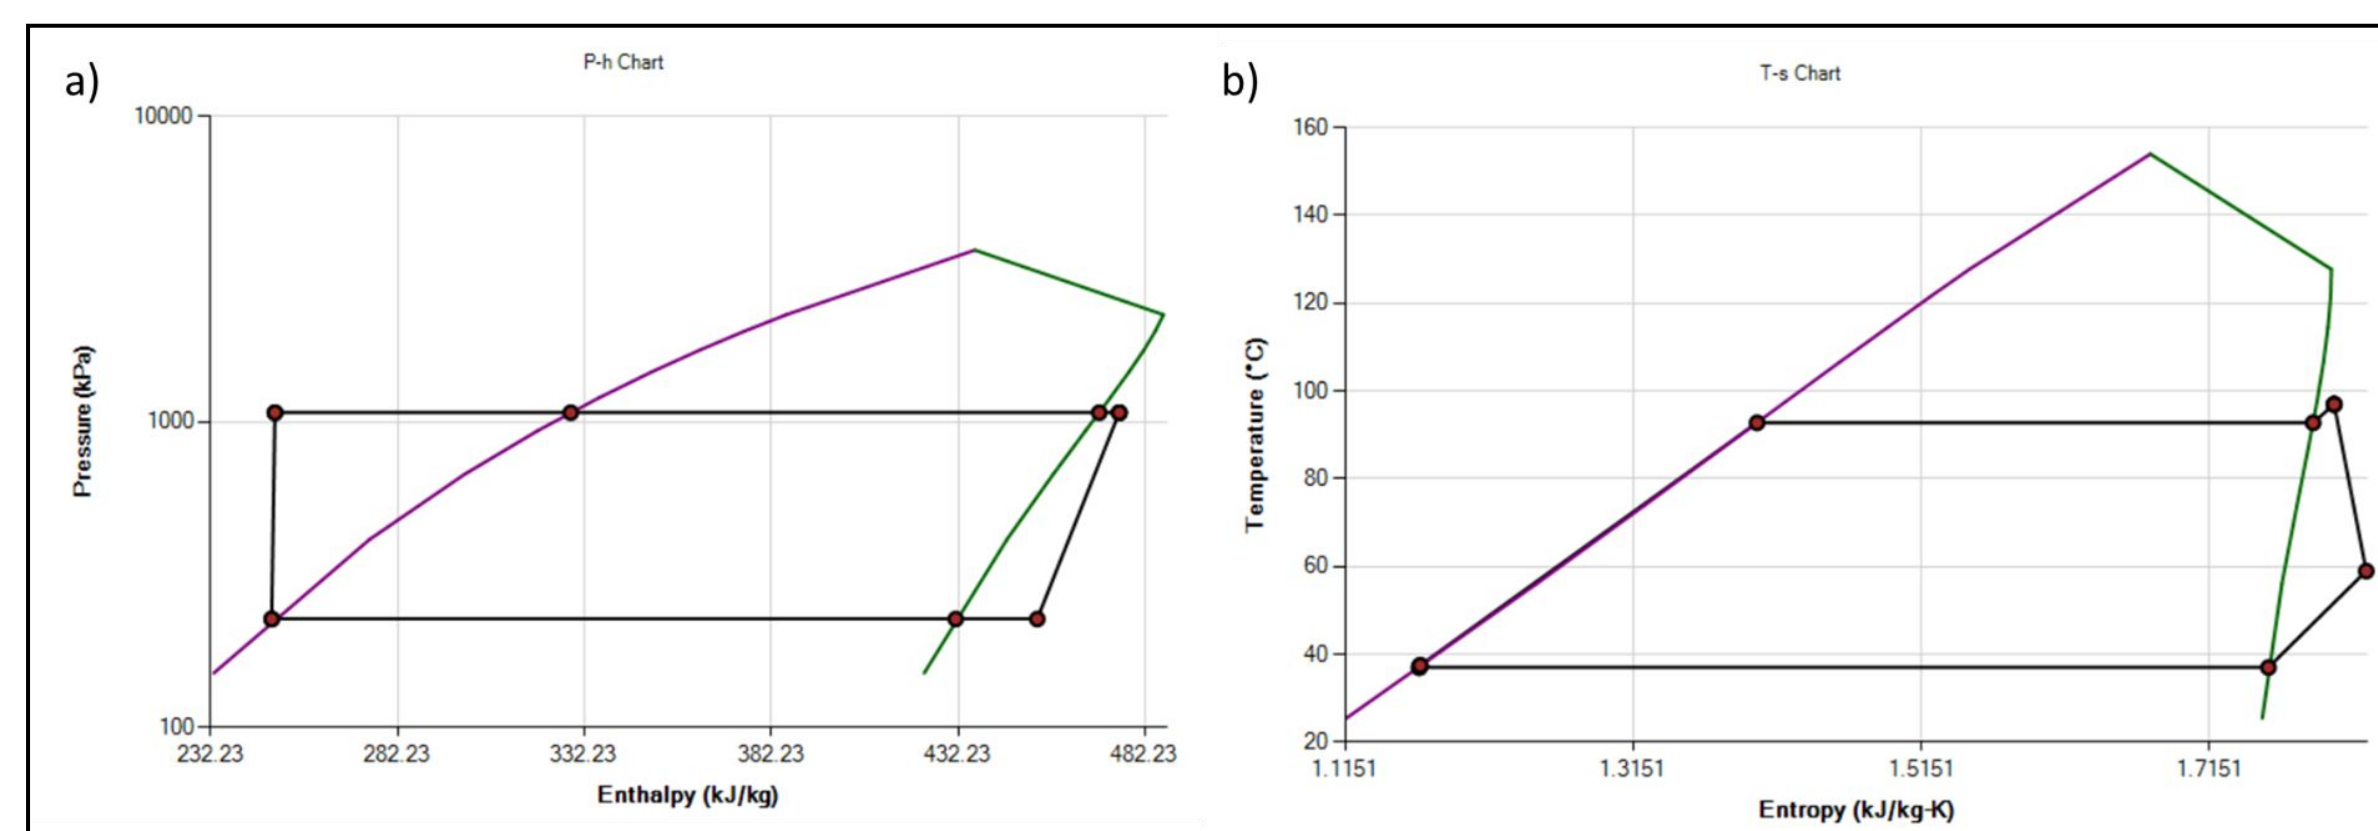 a)
P-h Chart
10000
1000
100
Pressure (kPa)
232.23 282.23 332.23 382.23 432.23 482.23
Enthalpy (kJ/kg)
b)
T-s Chart
160
140
120
100
80
60
40
20
Temperature (°C)
1.1151 1.3151 1.5151 1.7151
Entropy (kJ/kg-K)